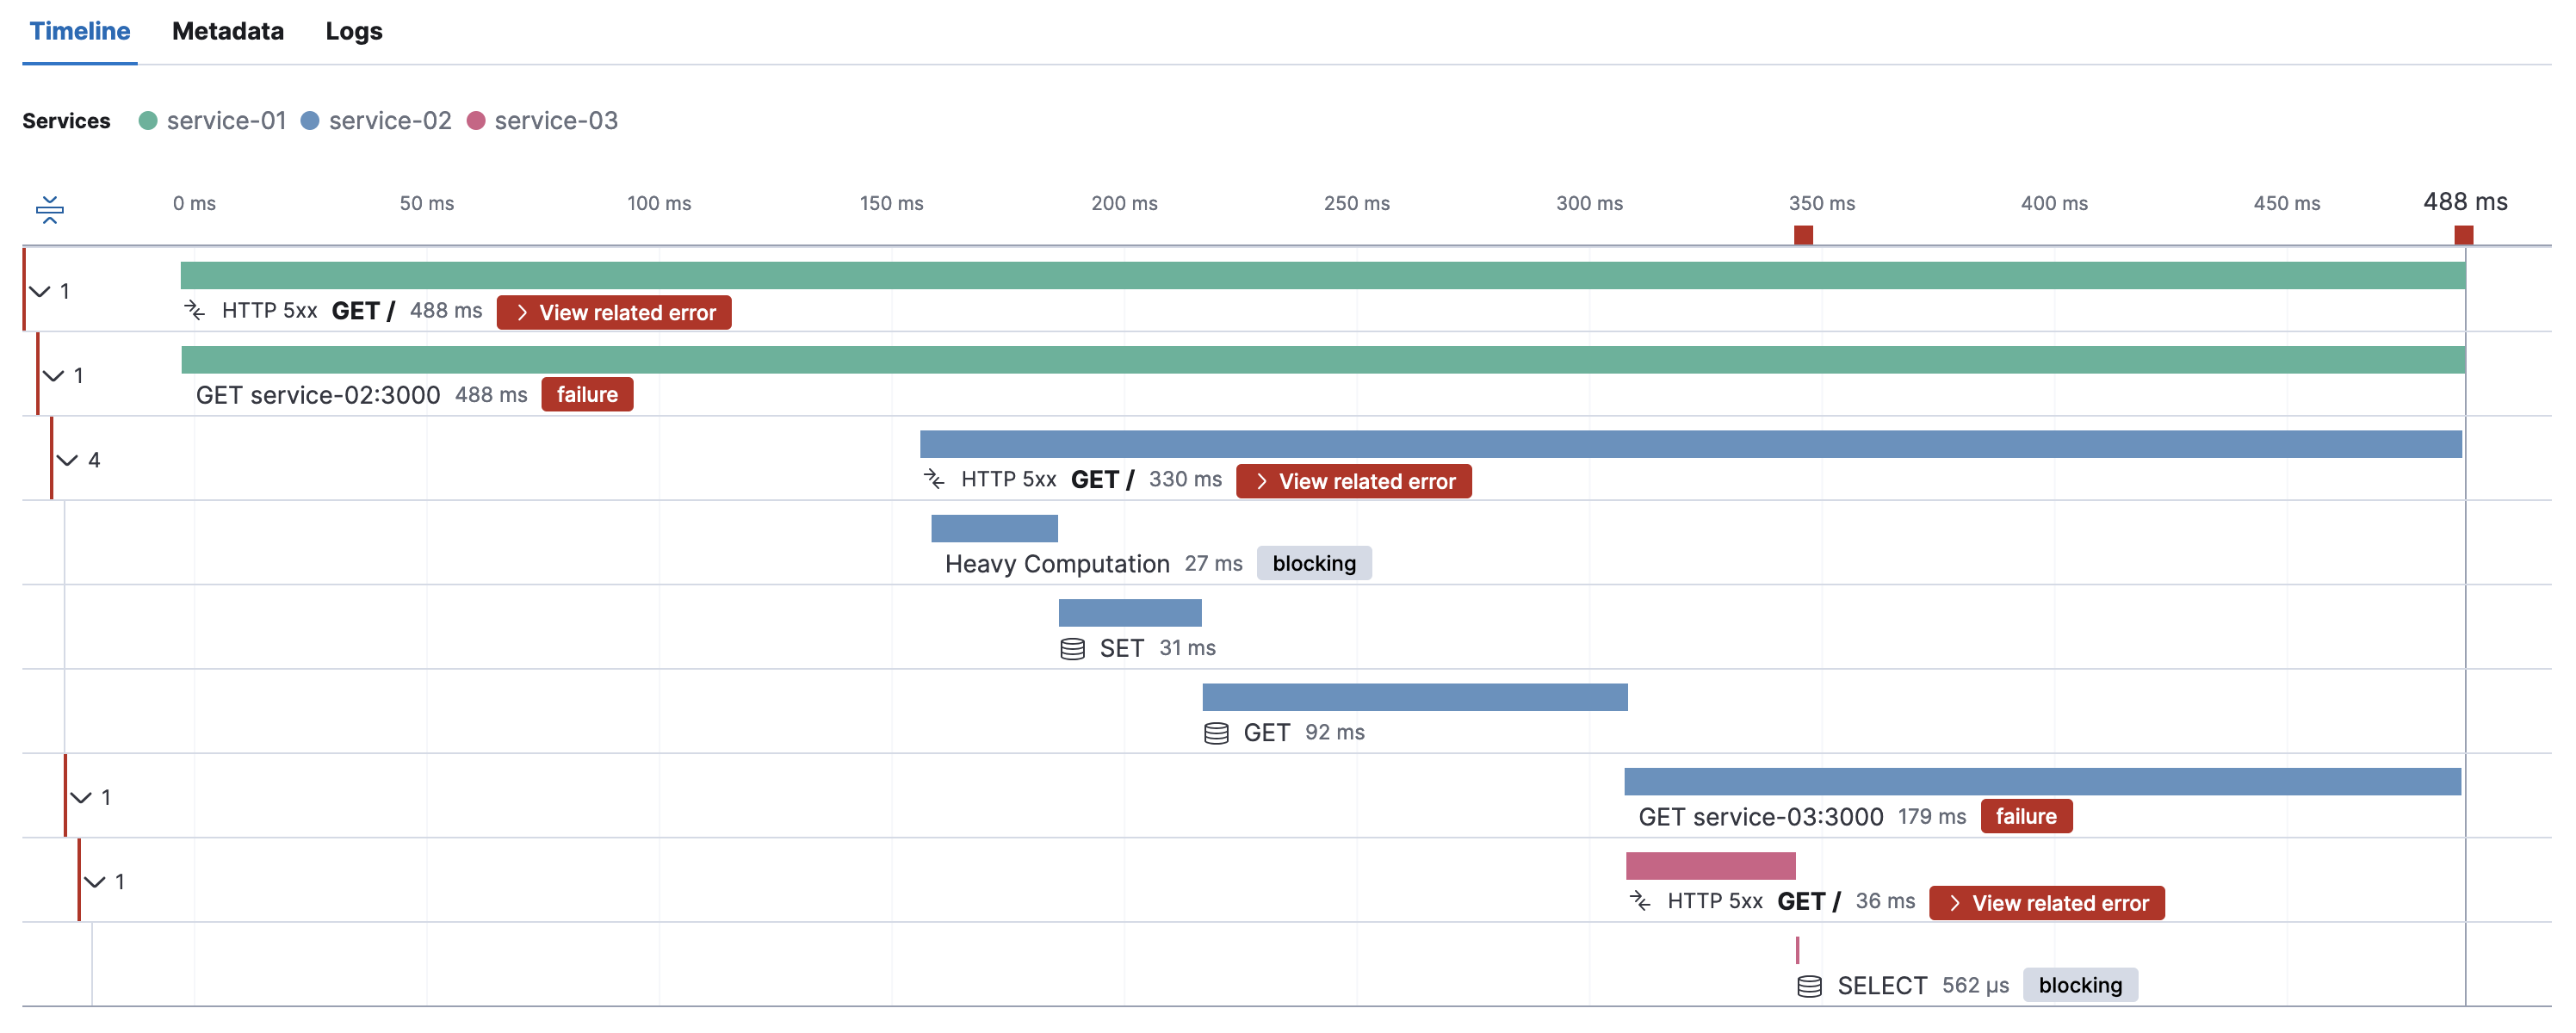 Timeline Metadata Logs
Services service-01 service-02 service-03
0 ms 50 ms 100 ms 150 ms 200 ms 250 ms 300 ms 350 ms 400 ms 450 ms 488 ms
1
HTTP 5xx GET / 488 ms View related error
1
GET service-02:3000 488 ms failure
4
HTTP 5xx GET / 330 ms View related error
Heavy Computation 27 ms blocking
SET 31 ms
GET 92 ms
1
GET service-03:3000 179 ms failure
1
HTTP 5xx GET / 36 ms View related error
SELECT 562 μs blocking